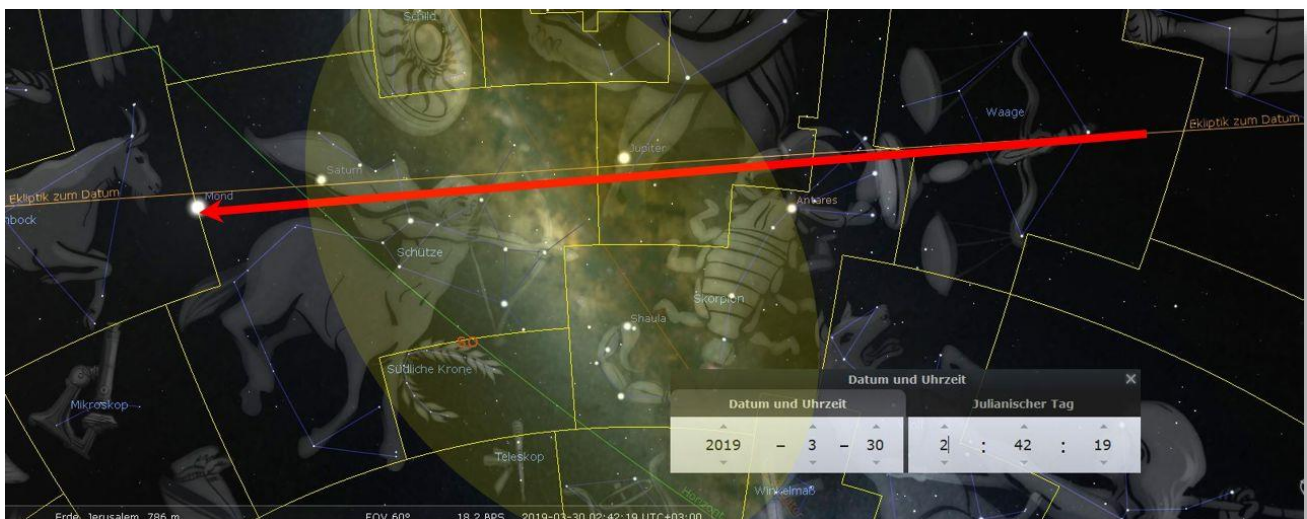 Schild
Waage
Ekliptik zum Datum
Jupiter
Saturn
Mond
Ekliptik zum Datum
nbock
Antares
Schütze
Skorpion
Shaula
SO
Südliche Krone
Mikroskop
Teleskop
Horizont
Winkelmaß
Datum und Uhrzeit ×
Datum und Uhrzeit Julianischer Tag
2019 – 3 – 30 2 : 42 : 19
Erde, Jerusalem, 786 m FOV 60° 18.2 BPS 2019-03-30 02:42:19 UTC+03:00